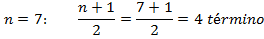 n = 7: (n + 1)/2 = (7 + 1)/2 = 4 término